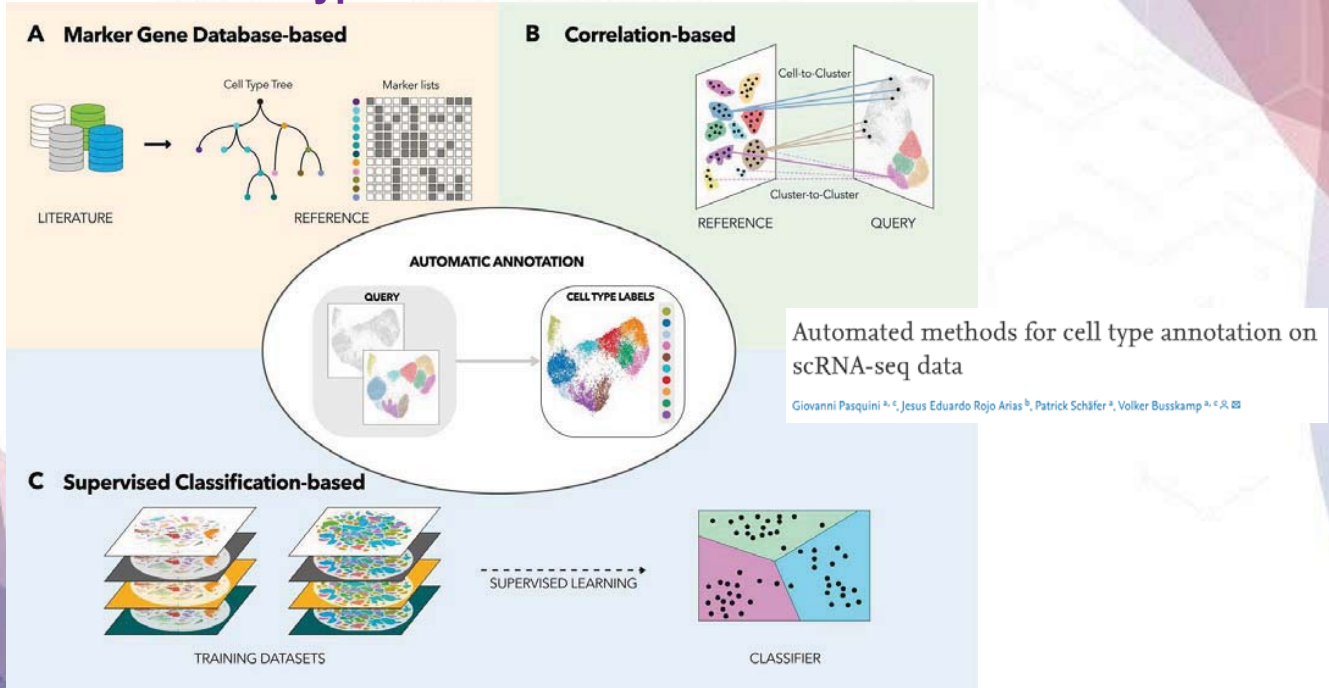 A Marker Gene Database-based
Cell Type Tree
Marker lists
LITERATURE
REFERENCE
B Correlation-based
Cell-to-Cluster
Cluster-to-Cluster
REFERENCE
QUERY
AUTOMATIC ANNOTATION
QUERY
CELL TYPE LABELS
Automated methods for cell type annotation on
scRNA-seq data
Giovanni Pasquini a, c, Jesus Eduardo Rojo Arias b, Patrick Schäfer a, Volker Busskamp a, c
C Supervised Classification-based
SUPERVISED LEARNING
TRAINING DATASETS
CLASSIFIER